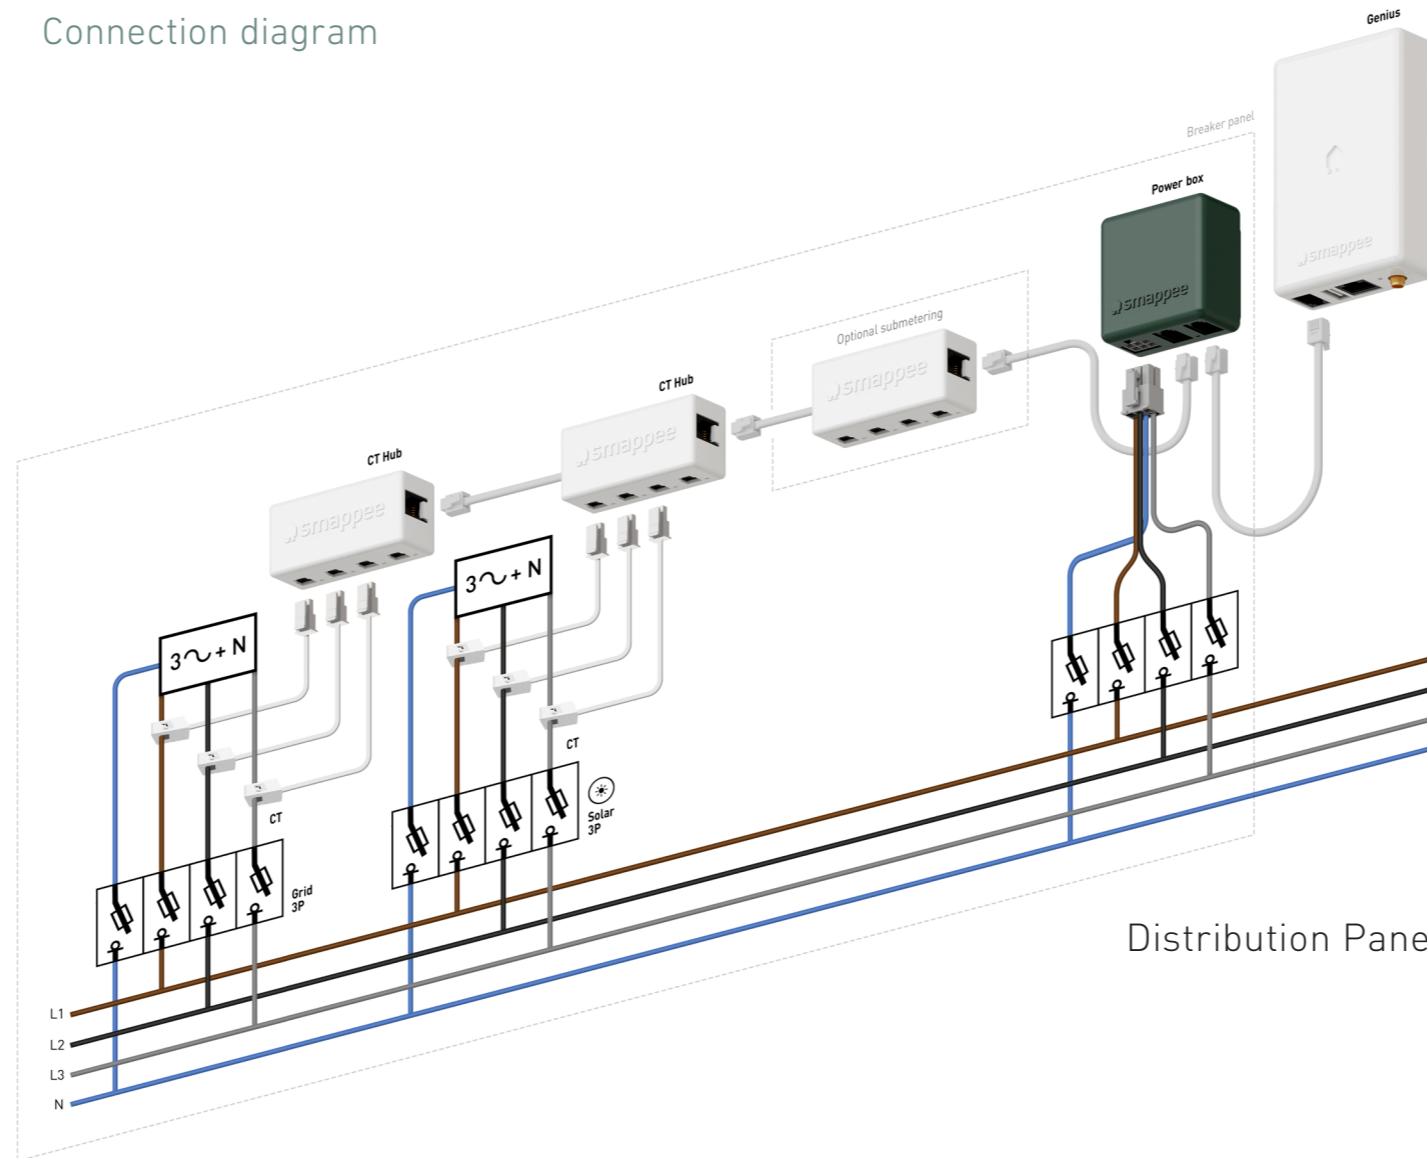 Connection diagram
Genius
Breaker panel
Power box
smappee
smappee
Optional submetering
smappee
CT Hub
smappee
CT Hub
smappee
3 + N
3 + N
CT
CT
Solar
3P
Grid
3P
Distribution Pane
L1
L2
L3
N